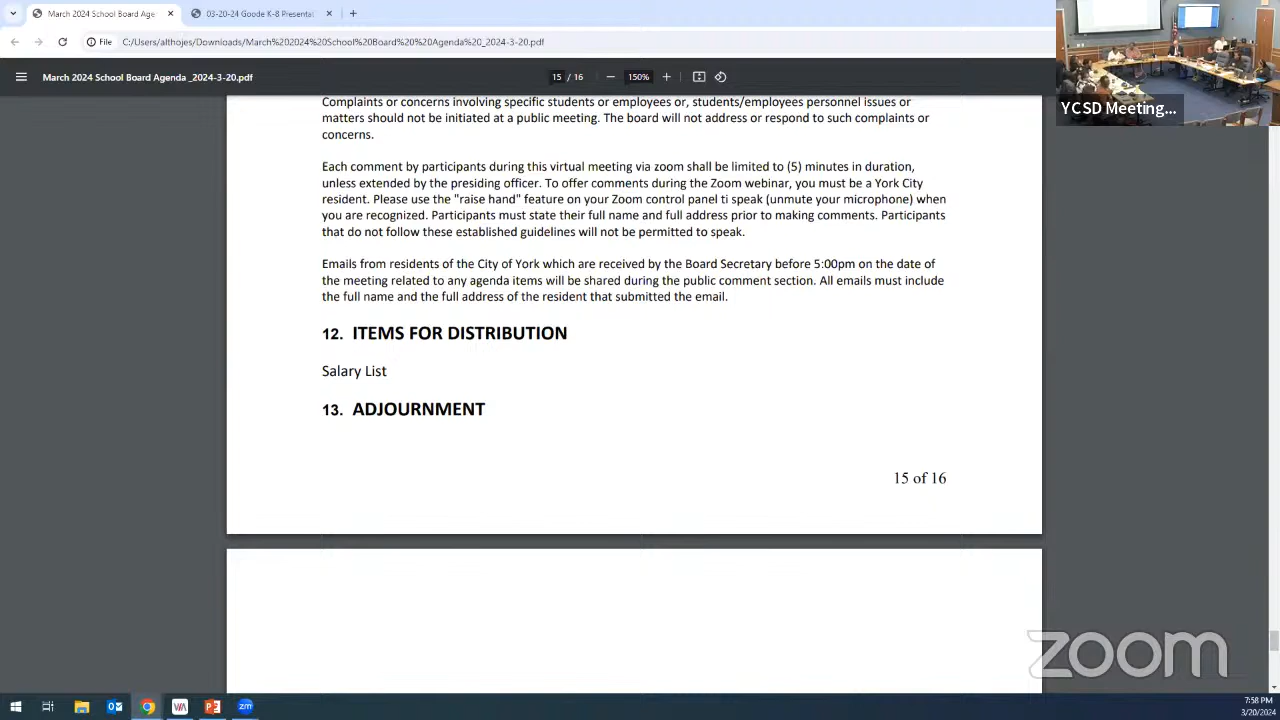 March 2024 School Board Age
03-20-24 Goode K-8 Presentat
File
C:/Users/althojes/Downloads/March%202024%20School%20Board%20%20Agenda%20_2024-3-20.pdf
March 2024 School Board Agenda _2024-3-20.pdf
15 / 16
150%
YCSD Meeting...
Complaints or concerns involving specific students or employees or, students/employees personnel issues or
matters should not be initiated at a public meeting. The board will not address or respond to such complaints or
concerns.
Each comment by participants during this virtual meeting via zoom shall be limited to (5) minutes in duration,
unless extended by the presiding officer. To offer comments during the Zoom webinar, you must be a York City
resident. Please use the "raise hand" feature on your Zoom control panel ti speak (unmute your microphone) when
you are recognized. Participants must state their full name and full address prior to making comments. Participants
that do not follow these established guidelines will not be permitted to speak.
Emails from residents of the City of York which are received by the Board Secretary before 5:00pm on the date of
the meeting related to any agenda items will be shared during the public comment section. All emails must include
the full name and the full address of the resident that submitted the email.
12. ITEMS FOR DISTRIBUTION
Salary List
13. ADJOURNMENT
15 of 16
zoom
7:58 PM
3/20/2024